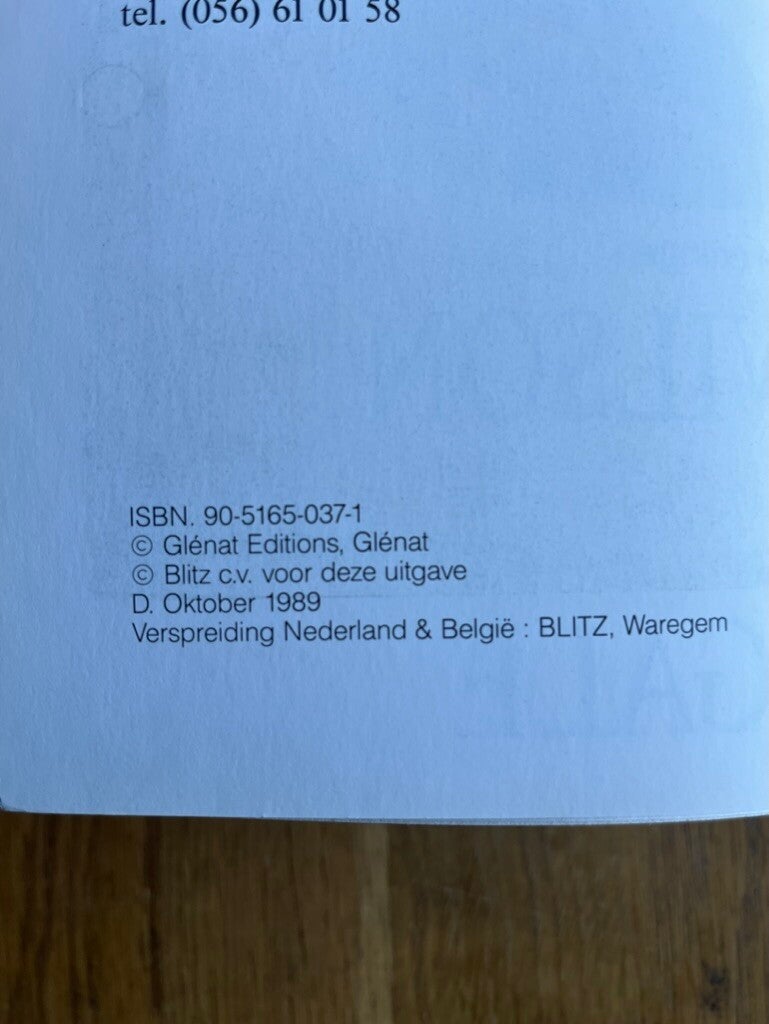 tel. (056) 61 01 58
ISBN. 90-5165-037-1
© Glénat Editions, Glénat
© Blitz c.v. voor deze uitgave
D. Oktober 1989
Verspreiding Nederland & België : BLITZ, Waregem